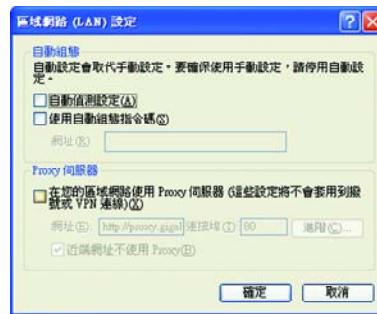 區域網路 (LAN) 設定
自動組態
自動設定會取代手動設定。要確保使用手動設定，請停用自動設
定。
自動偵測設定(A)
使用自動組態指令碼(S)
網址(R)
Proxy 伺服器
在您的區域網路使用 Proxy 伺服器 (這些設定將不會套用到撥
號或 VPN 連線)(X)
網址(E): http://proxy.giga 連接埠(T): 80 進階(C)...
近端網址不使用 Proxy(B)
確定 取消